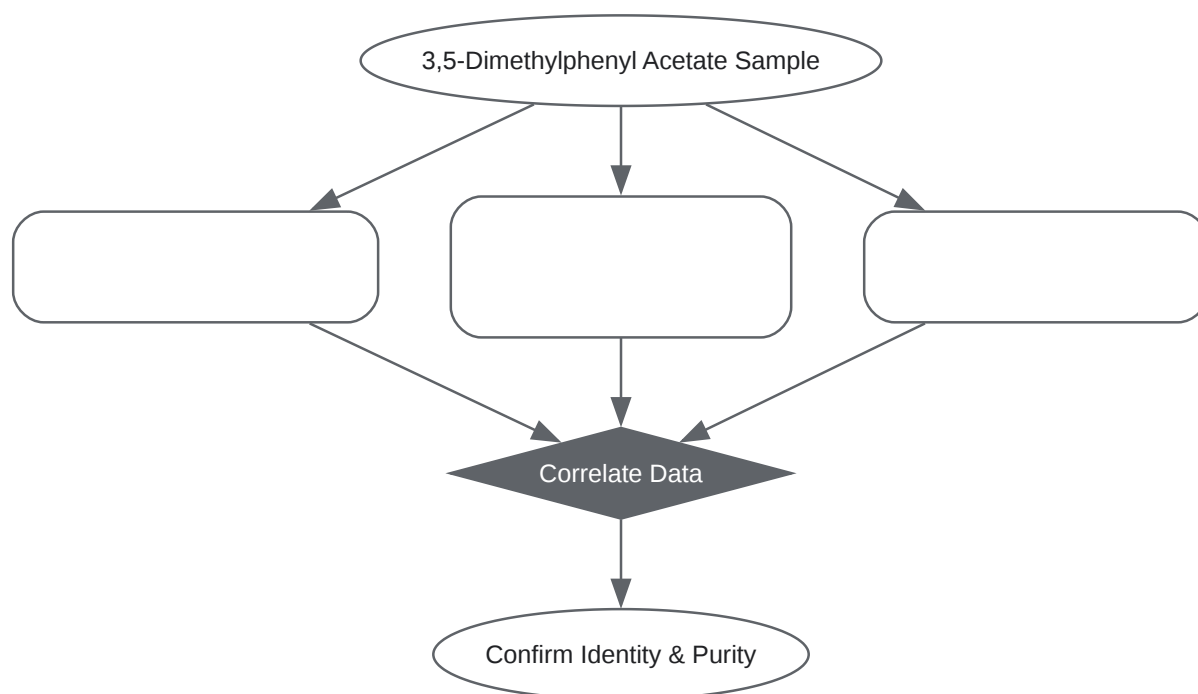 3,5-Dimethylphenyl Acetate Sample
Correlate Data
Confirm Identity & Purity